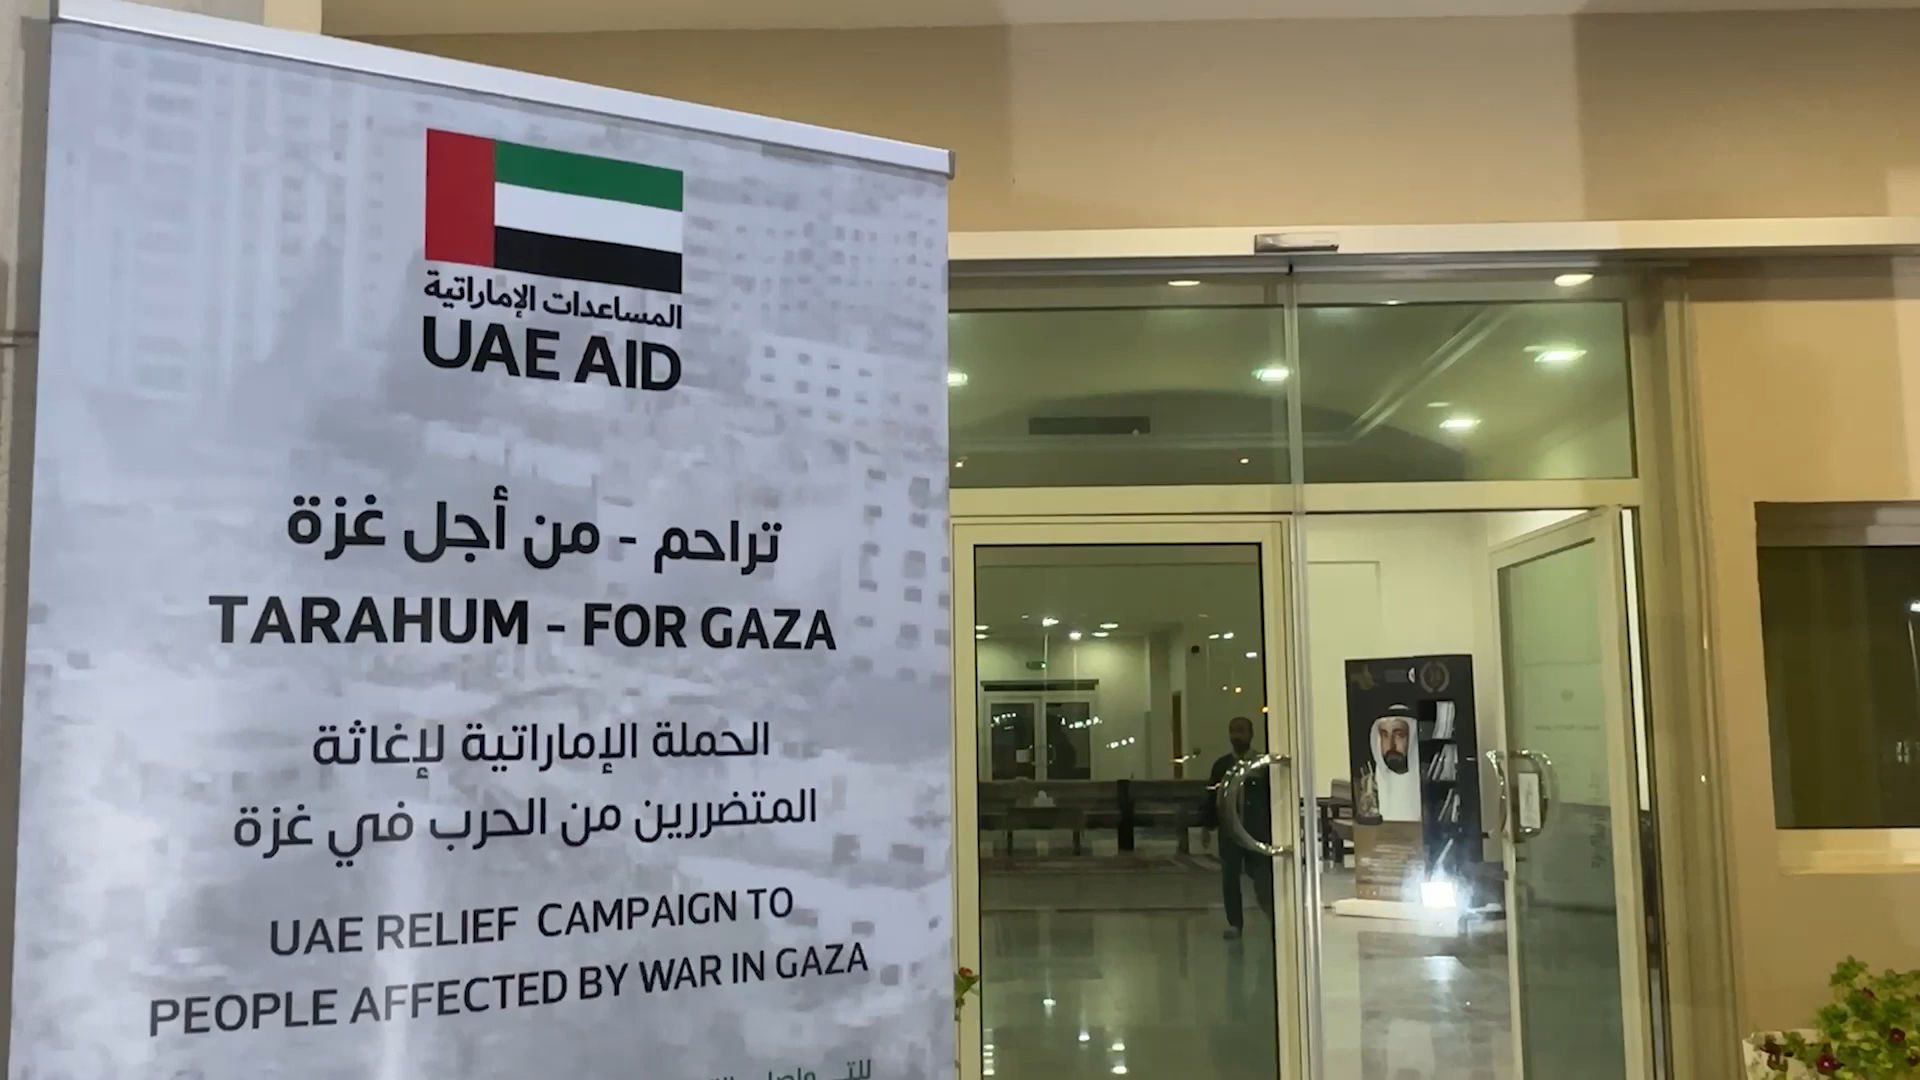 المساعدات الإماراتية
UAE AID
تراحم - من أجل غزة
TARAHUM - FOR GAZA
الحملة الإماراتية لإغاثة
المتضررين من الحرب في غزة
UAE RELIEF CAMPAIGN TO
PEOPLE AFFECTED BY WAR IN GAZA